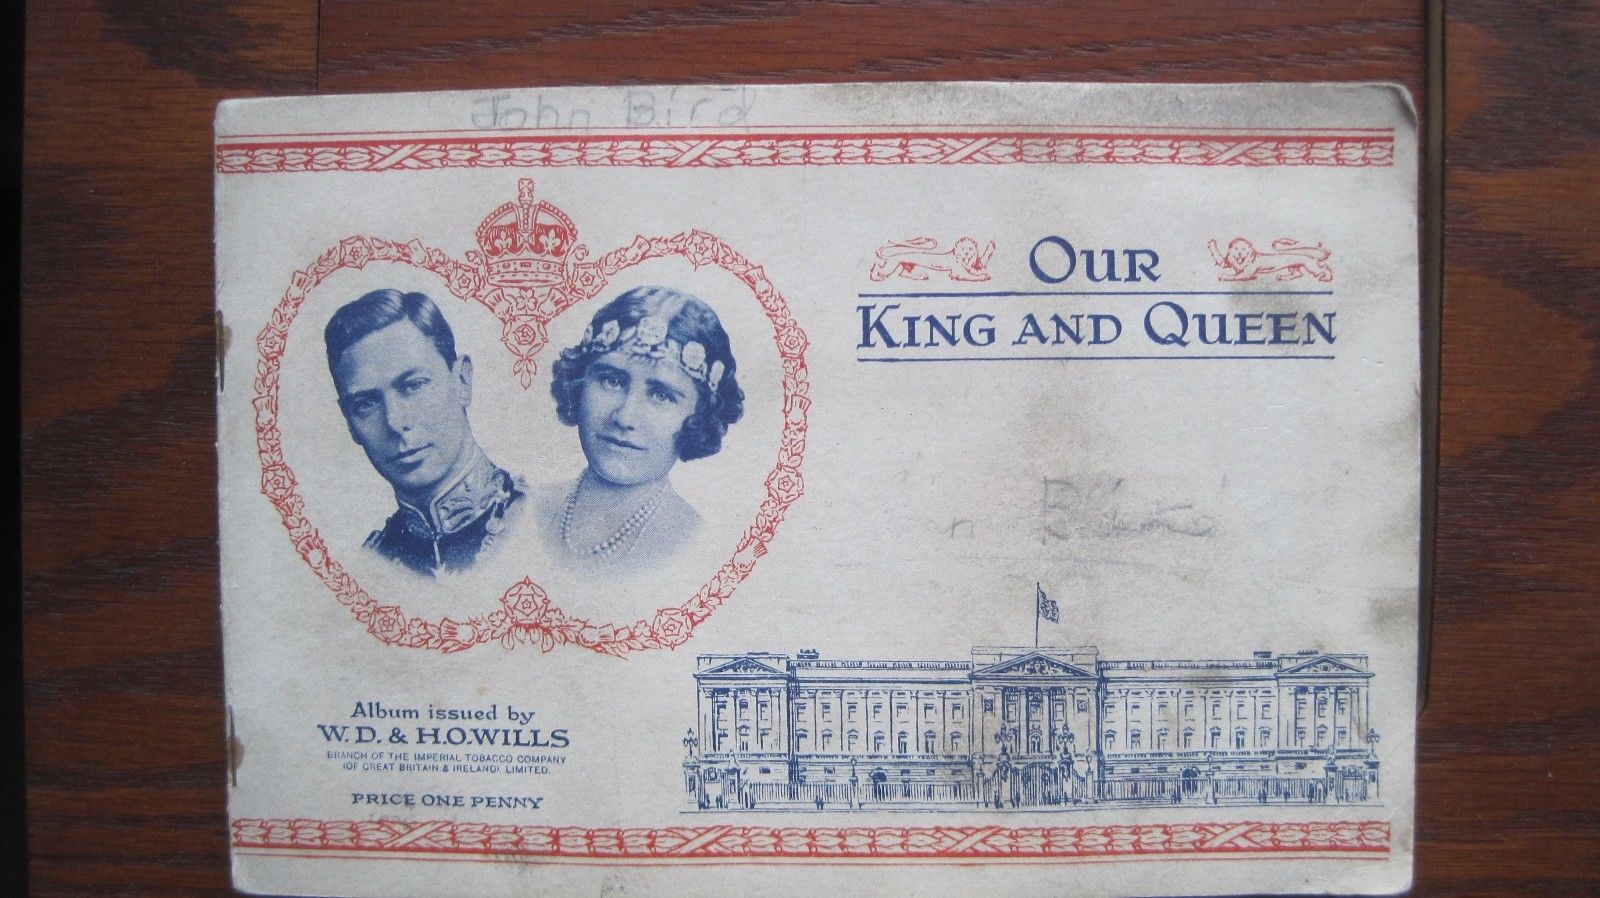 John Bird
OUR
KING AND QUEEN
Album issued by
W.D. & H.O.WILLS
BRANCH OF THE IMPERIAL TOBACCO COMPANY
(OF GREAT BRITAIN & IRELAND), LIMITED.
PRICE ONE PENNY